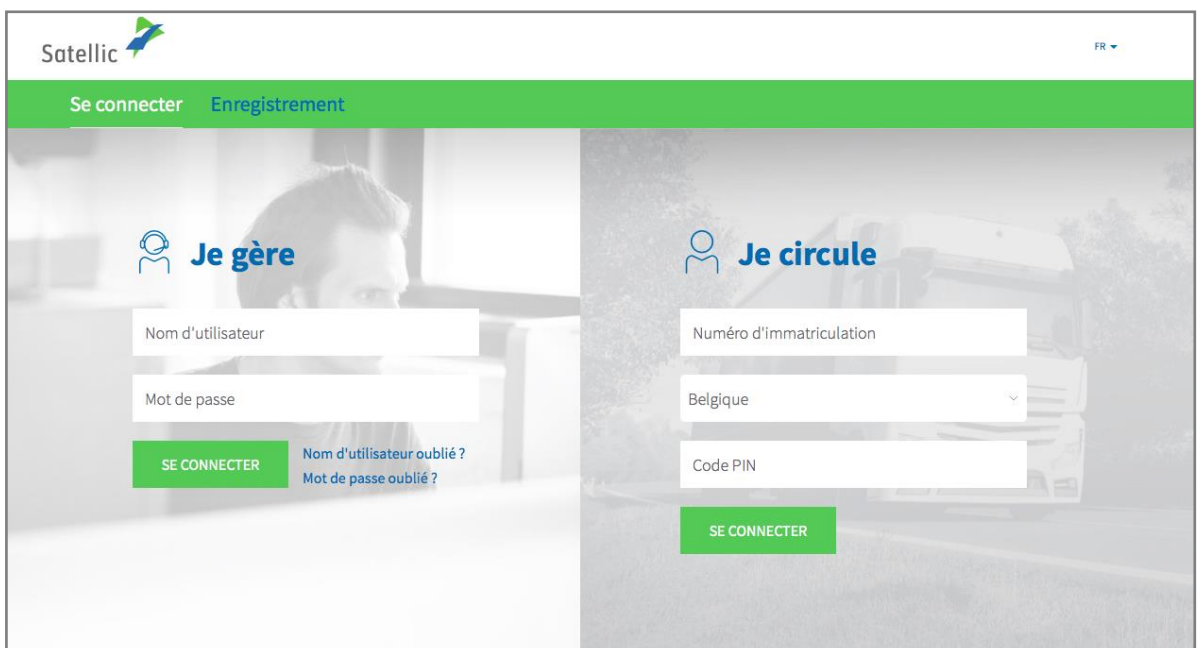 Satellic
FR
Se connecter Enregistrement
Je gère
Nom d'utilisateur
Mot de passe
SE CONNECTER
Nom d'utilisateur oublié ?
Mot de passe oublié ?
Je circule
Numéro d'immatriculation
Belgique
Code PIN
SE CONNECTER